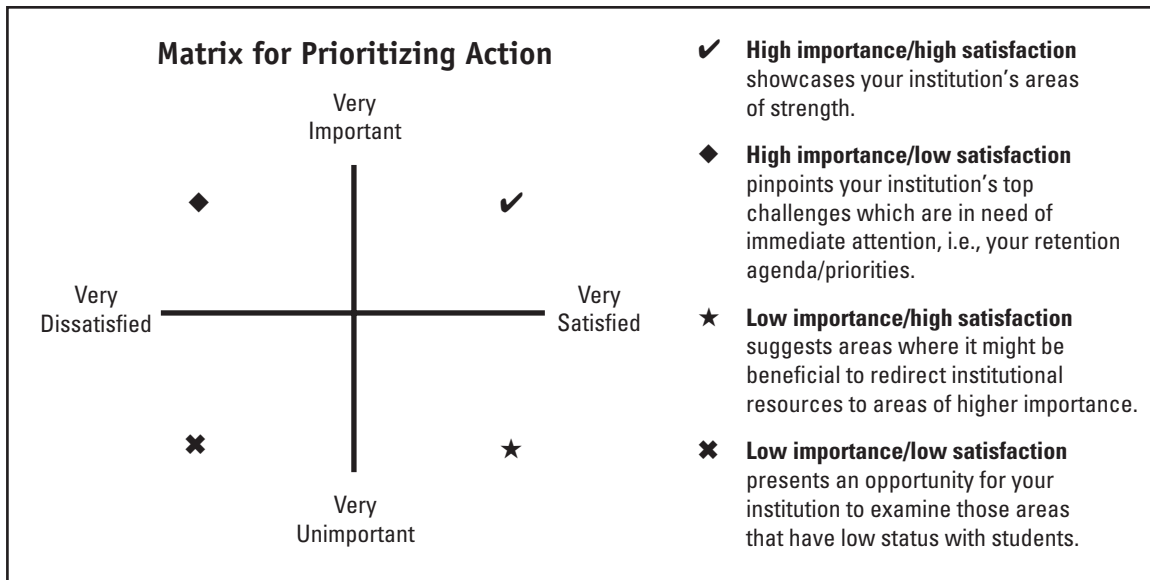 Matrix for Prioritizing Action
Very
Important
Very
Dissatisfied
Very
Satisfied
Very
Unimportant
✔ High importance/high satisfaction
showcases your institution’s areas
of strength.
◆ High importance/low satisfaction
pinpoints your institution’s top
challenges which are in need of
immediate attention, i.e., your retention
agenda/priorities.
★ Low importance/high satisfaction
suggests areas where it might be
beneficial to redirect institutional
resources to areas of higher importance.
✖ Low importance/low satisfaction
presents an opportunity for your
institution to examine those areas
that have low status with students.